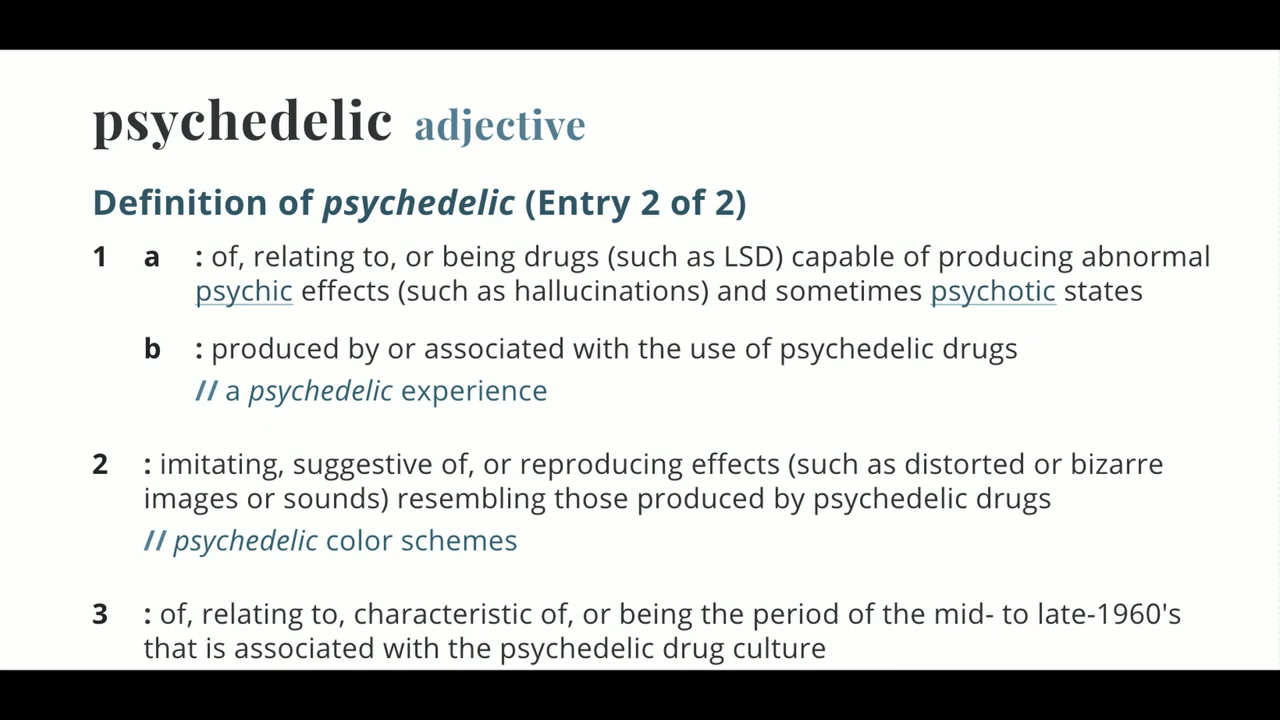 psychedelic adjective
Definition of psychedelic (Entry 2 of 2)
1 a : of, relating to, or being drugs (such as LSD) capable of producing abnormal
psychic effects (such as hallucinations) and sometimes psychotic states
b : produced by or associated with the use of psychedelic drugs
// a psychedelic experience
2 : imitating, suggestive of, or reproducing effects (such as distorted or bizarre
images or sounds) resembling those produced by psychedelic drugs
// psychedelic color schemes
3 : of, relating to, characteristic of, or being the period of the mid- to late-1960's
that is associated with the psychedelic drug culture